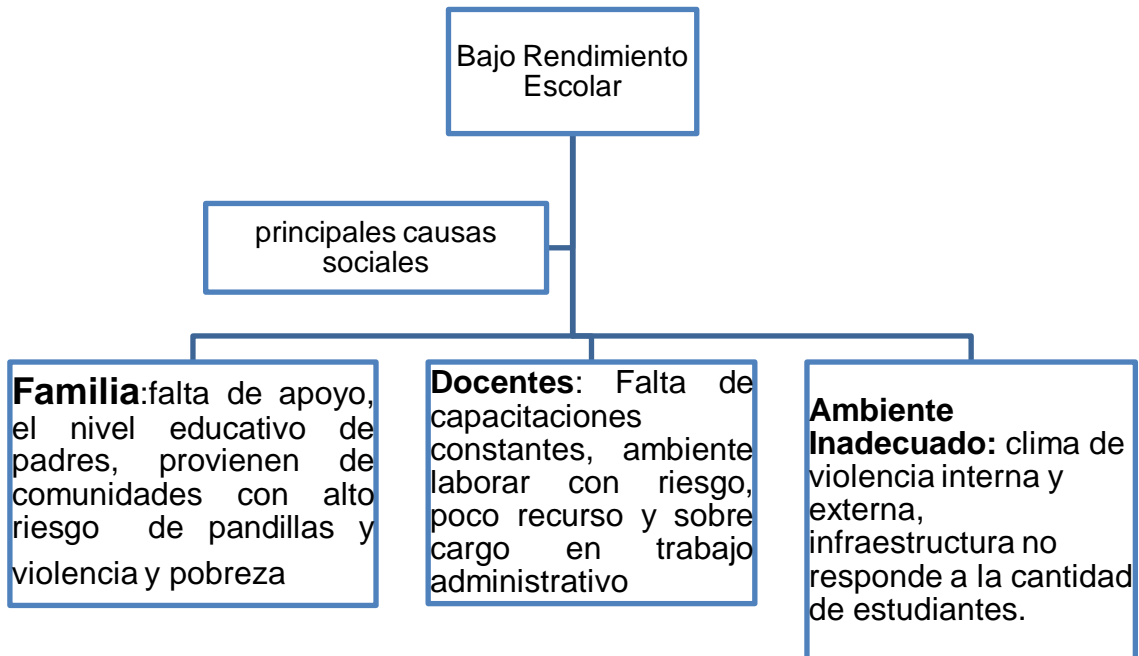 Bajo Rendimiento
Escolar
principales causas
sociales
Familia:falta de apoyo,
el nivel educativo de
padres, provienen de
comunidades con alto
riesgo de pandillas y
violencia y pobreza
Docentes: Falta de
capacitaciones
constantes, ambiente
laborar con riesgo,
poco recurso y sobre
cargo en trabajo
administrativo
Ambiente
Inadecuado: clima de
violencia interna y
externa,
infraestructura no
responde a la cantidad
de estudiantes.